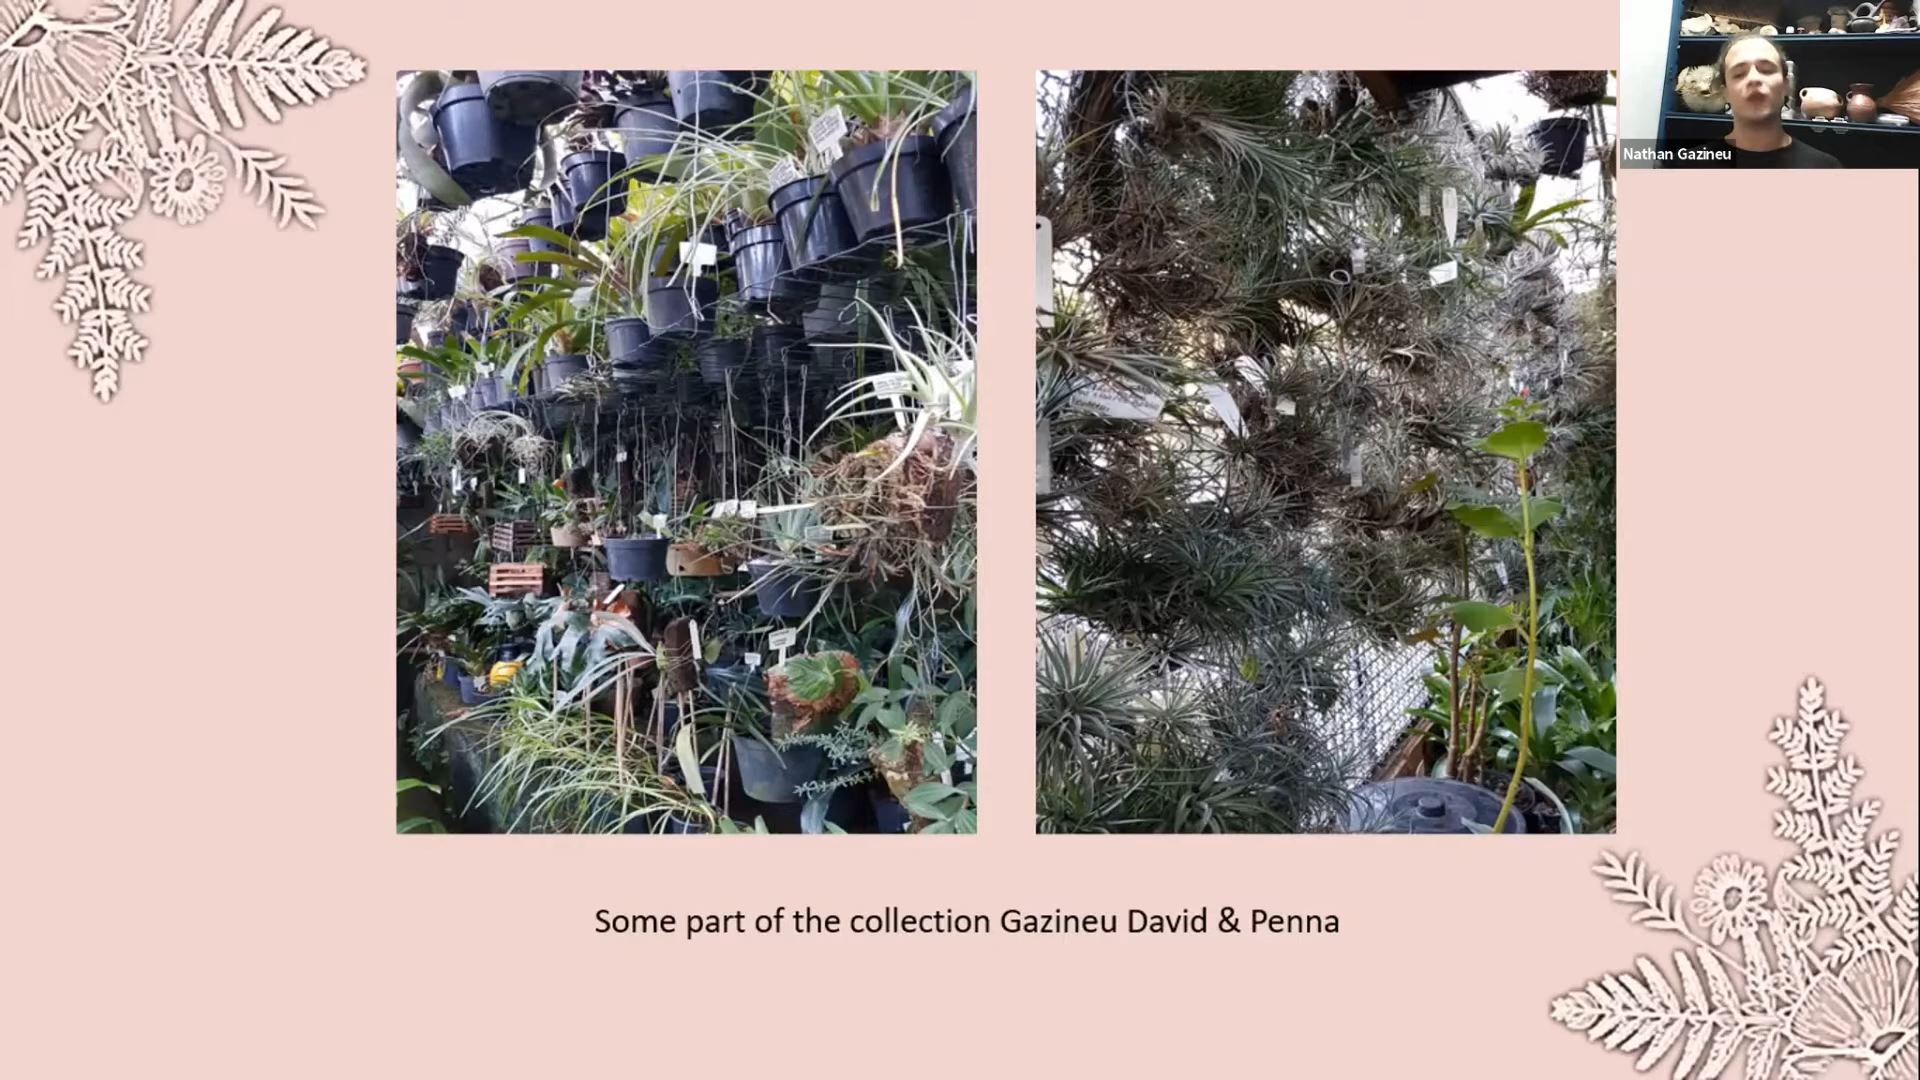 Nathan Gazineu
Some part of the collection Gazineu David & Penna